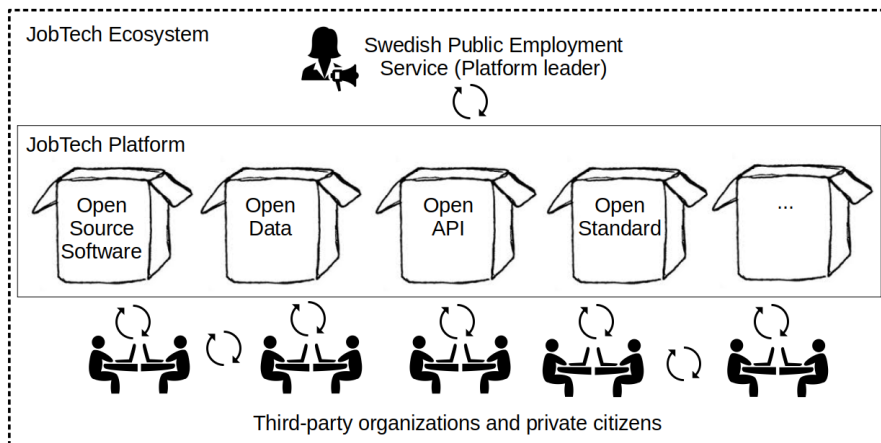 JobTech Ecosystem
Swedish Public Employment
Service (Platform leader)
JobTech Platform
Open
Source
Software
Open
Data
Open
API
Open
Standard
...
Third-party organizations and private citizens